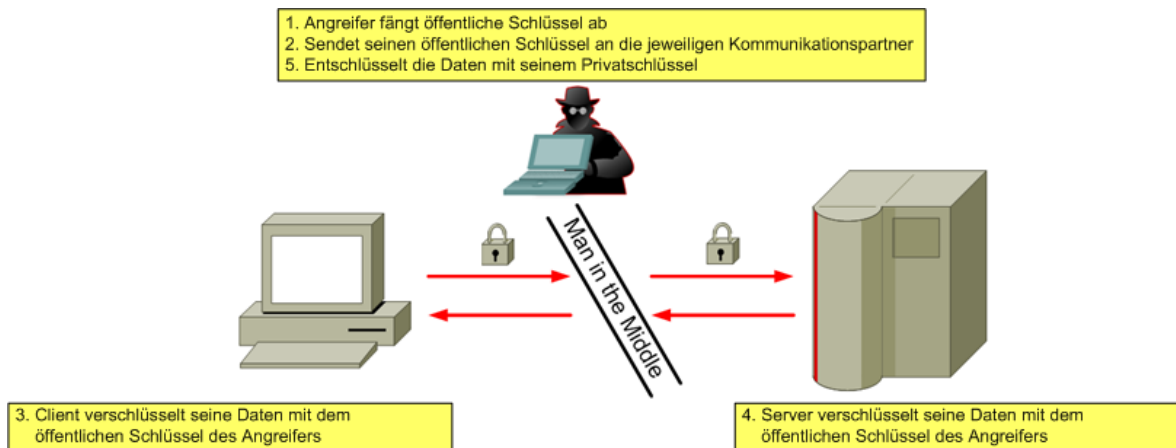 1. Angreifer fängt öffentliche Schlüssel ab
2. Sendet seinen öffentlichen Schlüssel an die jeweiligen Kommunikationspartner
5. Entschlüsselt die Daten mit seinem Privatschlüssel
Man in the Middle
3. Client verschlüsselt seine Daten mit dem
öffentlichen Schlüssel des Angreifers
4. Server verschlüsselt seine Daten mit dem
öffentlichen Schlüssel des Angreifers